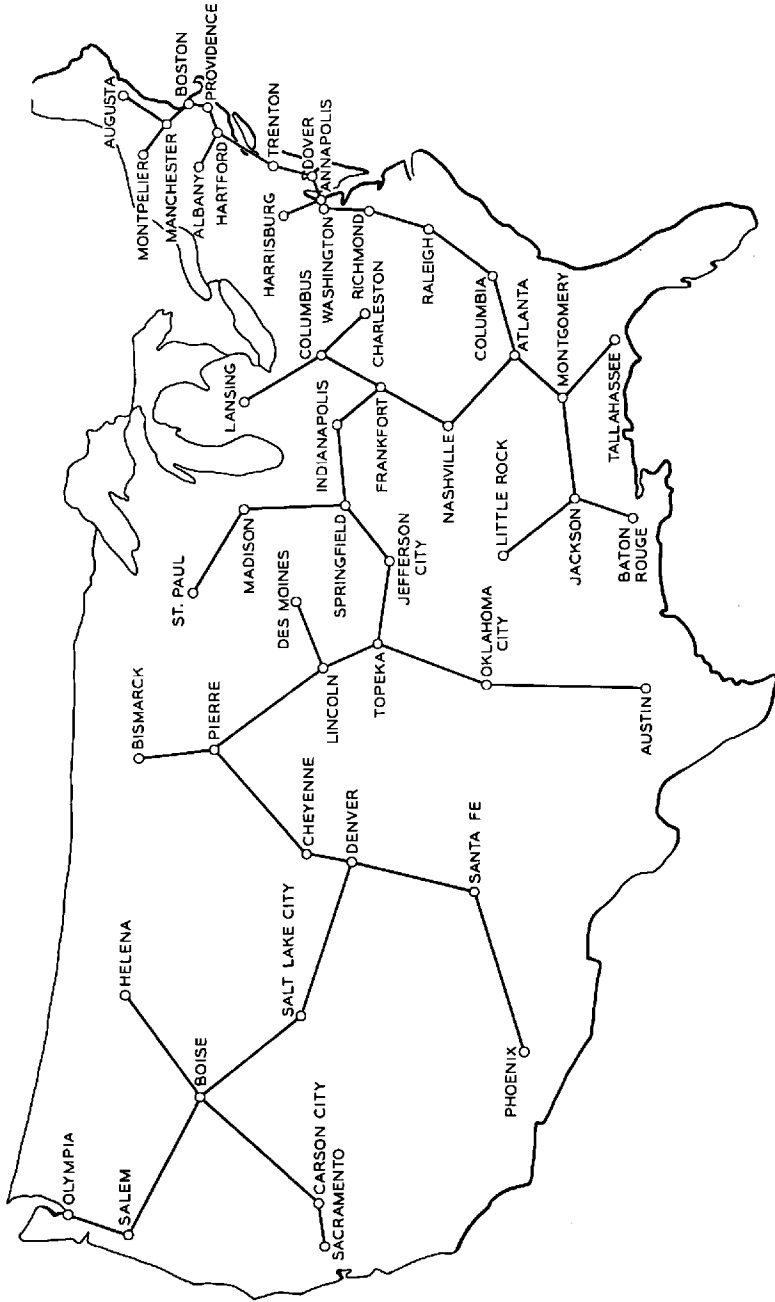 AUGUSTA
BOSTON
PROVIDENCE
MONTPELIER
MANCHESTER
ALBANY
HARTFORD
TRENTON
DOVER
ANNAPOLIS
HARRISBURG
WASHINGTON
RICHMOND
RALEIGH
COLUMBUS
CHARLESTON
COLUMBIA
ATLANTA
MONTGOMERY
TALLAHASSEE
LANSING
INDIANAPOLIS
FRANKFORT
NASHVILLE
LITTLE ROCK
JACKSON
BATON
ROUGE
ST. PAUL
MADISON
SPRINGFIELD
JEFFERSON
CITY
DES MOINES
LINCOLN
TOPEKA
OKLAHOMA
CITY
AUSTIN
BISMARCK
PIERRE
CHEYENNE
DENVER
SANTA FE
HELENA
SALT LAKE CITY
BOISE
PHOENIX
OLYMPIA
SALEM
CARSON CITY
SACRAMENTO